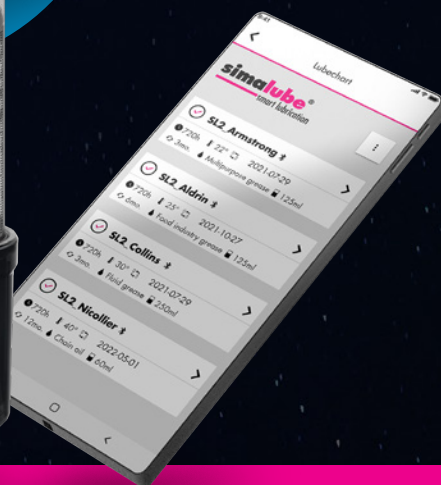 9:41
Lubechart
simalube®
smart lubrication
SL2_Armstrong
720h 22° 2021-07-29
3mo. Multipurpose grease 125ml
SL2_Aldrin
720h 25° 2021-10-27
6mo. Food industry grease 125ml
SL2_Collins
720h 30° 2021-07-29
3mo. Fluid grease 250ml
SL2_Nicollier
720h 40° 2022-05-01
12mo. Chain oil 60ml